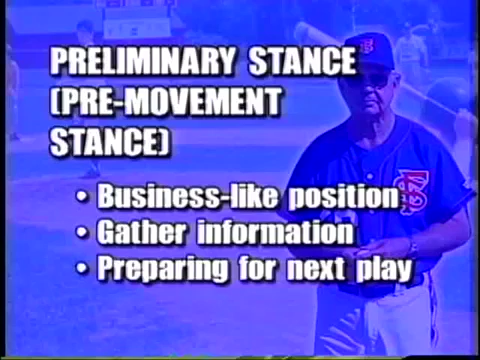 PRELIMINARY STANCE
(PRE-MOVEMENT
STANCE)
• Business-like position
• Gather information
• Preparing for next play